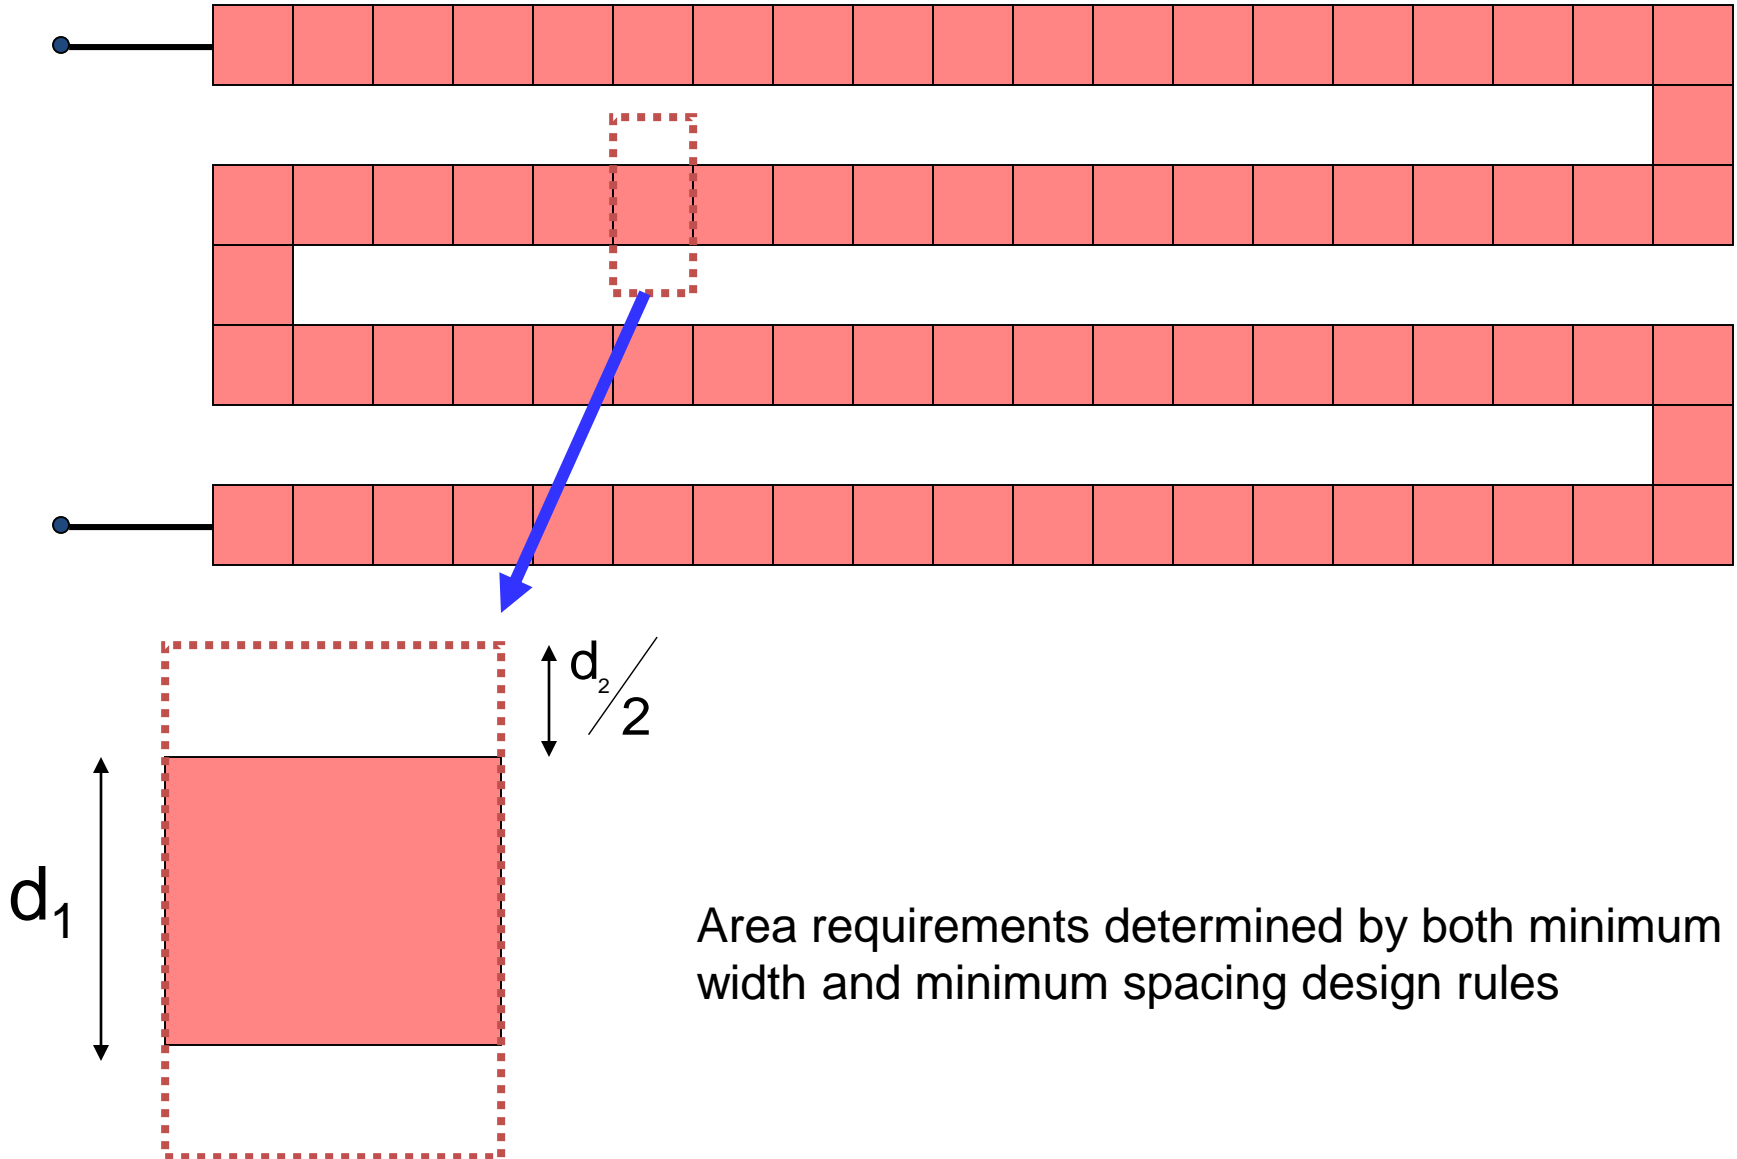 d₂/2
d₁
Area requirements determined by both minimum
width and minimum spacing design rules